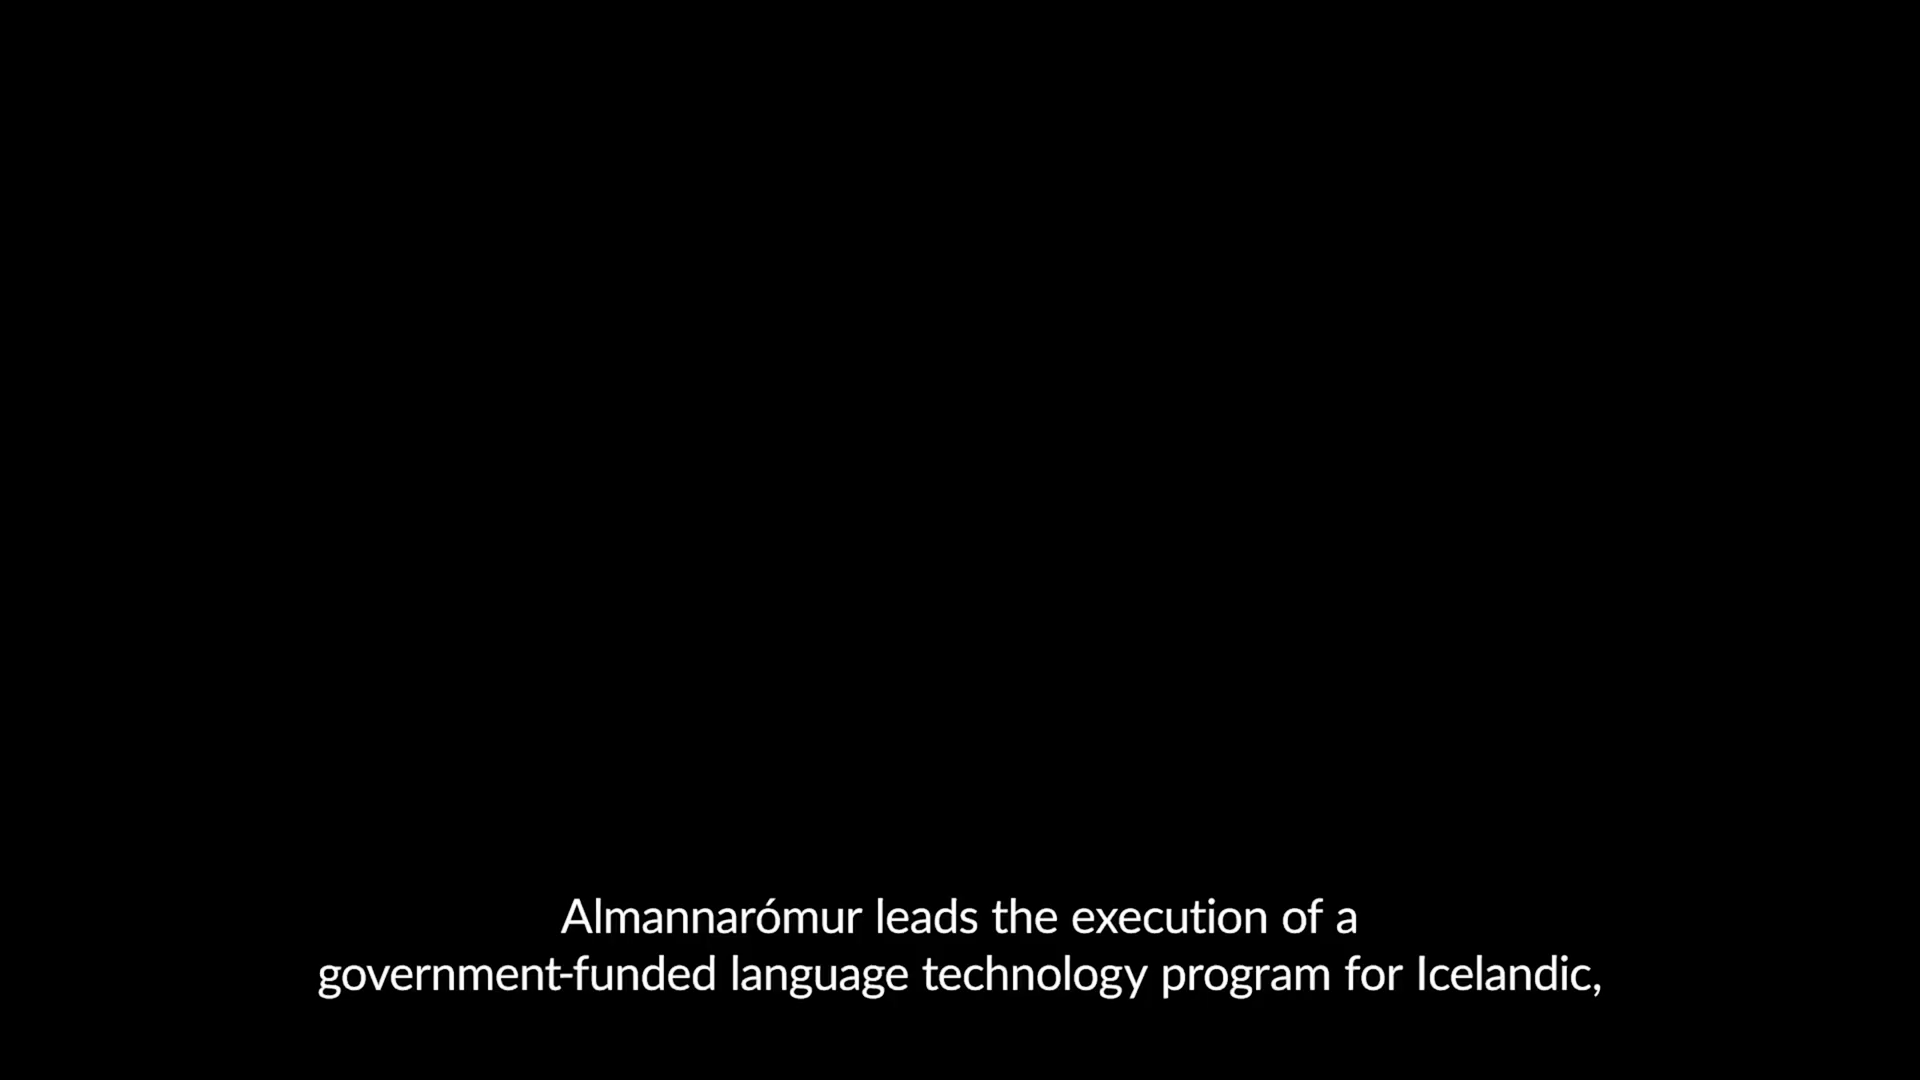 Almannarómur leads the execution of a
government-funded language technology program for Icelandic,